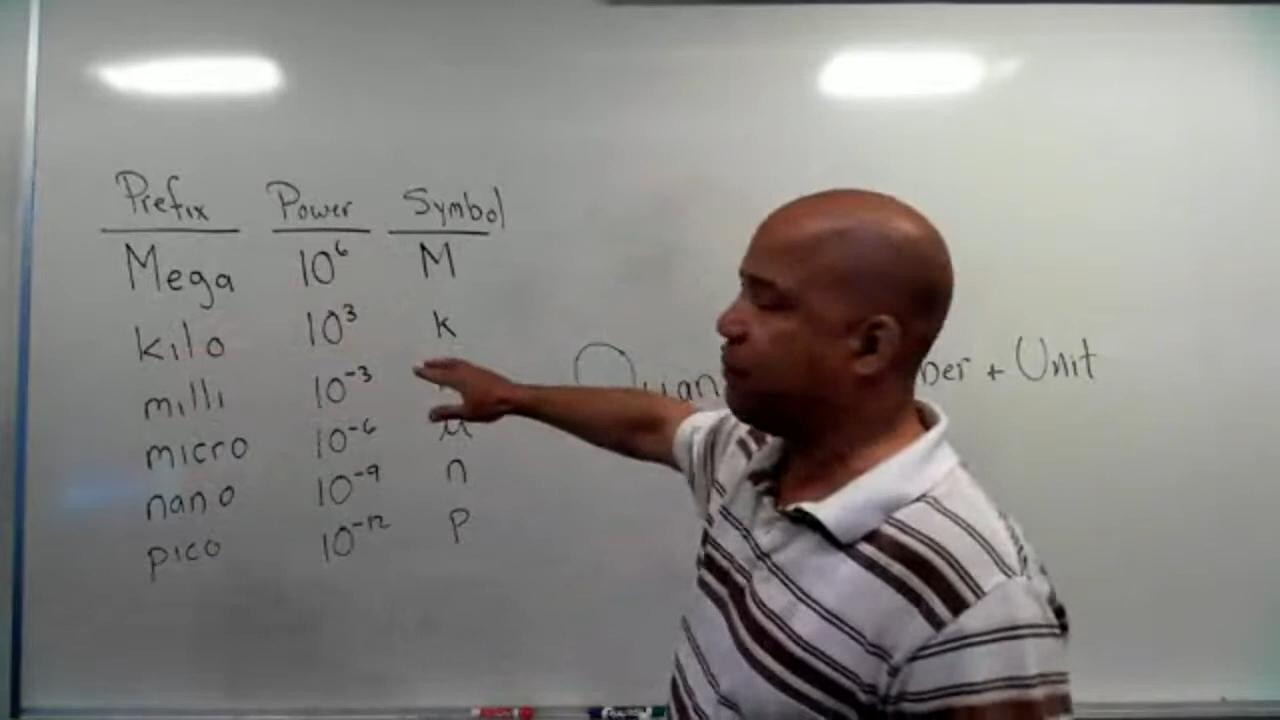 Prefix Power Symbol
Mega 10⁶ M
kilo 10³ k
milli 10⁻³
micro 10⁻⁶ μ
nano 10⁻⁹ n
pico 10⁻¹² p
+ Unit